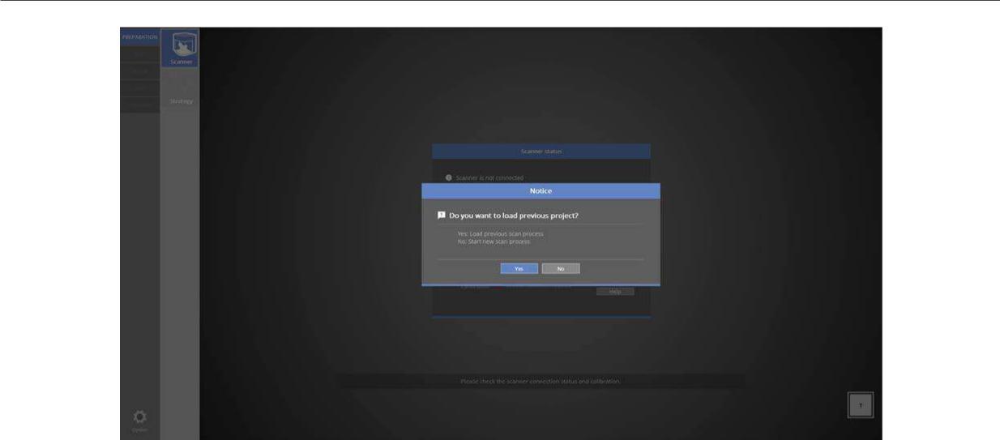 PREPARATION
Scanner
Strategy
Scanner status
Scanner is not connected
Notice
Do you want to load previous project?
Yes: Load previous scan process
No: Start new scan process
Yes No
Help
Please check the scanner connection status and calibration.
Option